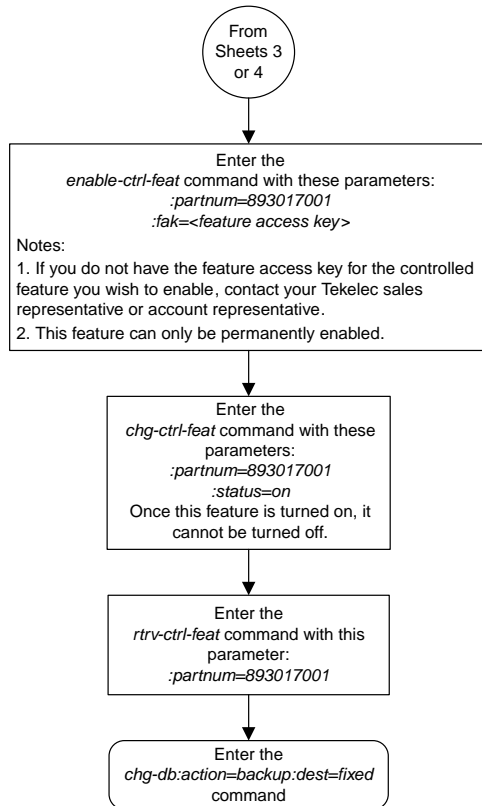 From
Sheets 3
or 4
Enter the
enable-ctrl-feat command with these parameters:
:partnum=893017001
:fak=<feature access key>
Notes:
1. If you do not have the feature access key for the controlled
feature you wish to enable, contact your Tekelec sales
representative or account representative.
2. This feature can only be permanently enabled.
Enter the
chg-ctrl-feat command with these
parameters:
:partnum=893017001
:status=on
Once this feature is turned on, it
cannot be turned off.
Enter the
rtrv-ctrl-feat command with this
parameter:
:partnum=893017001
Enter the
chg-db:action=backup:dest=fixed
command